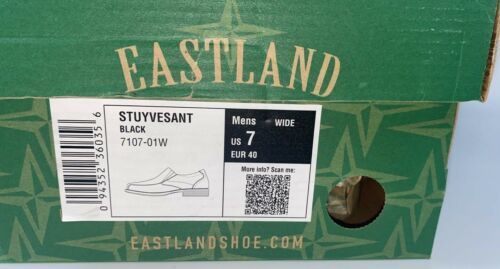 EASTLAND
STUYVESANT
BLACK
7107-01W
Mens WIDE
US 7
EUR 40
More info? Scan me:
0 94352 36035 6
EASTLANDSHOE.COM